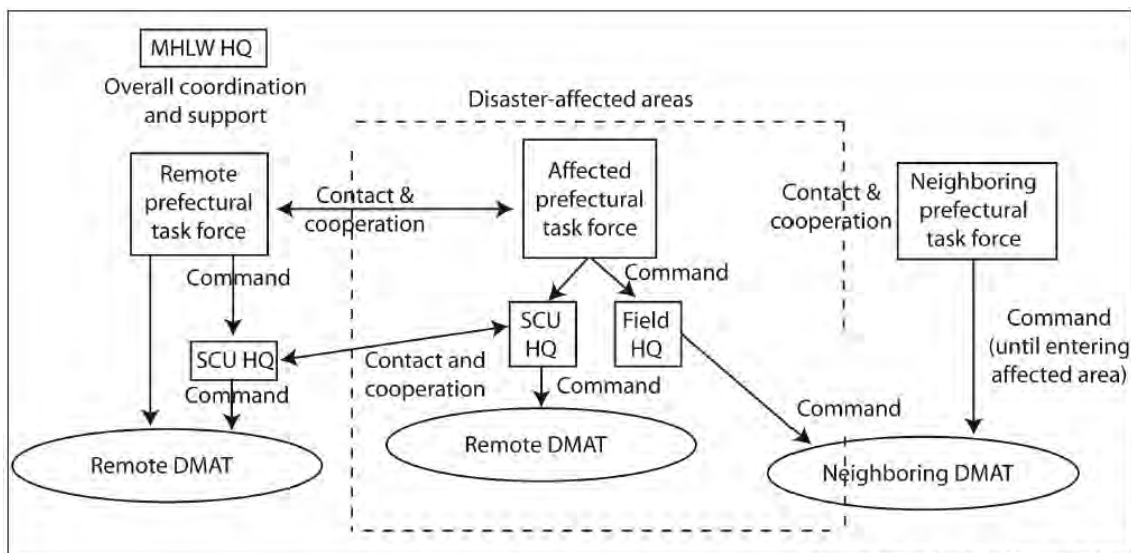 MHLW HQ
Overall coordination
and support
Disaster-affected areas
Remote
prefectural
task force
Contact &
cooperation
Affected
prefectural
task force
Contact &
cooperation
Neighboring
prefectural
task force
Command
Command
SCU HQ
SCU
HQ
Field
HQ
Contact and
cooperation
Command
(until entering
affected area)
Command
Command
Command
Remote DMAT
Remote DMAT
Neighboring DMAT